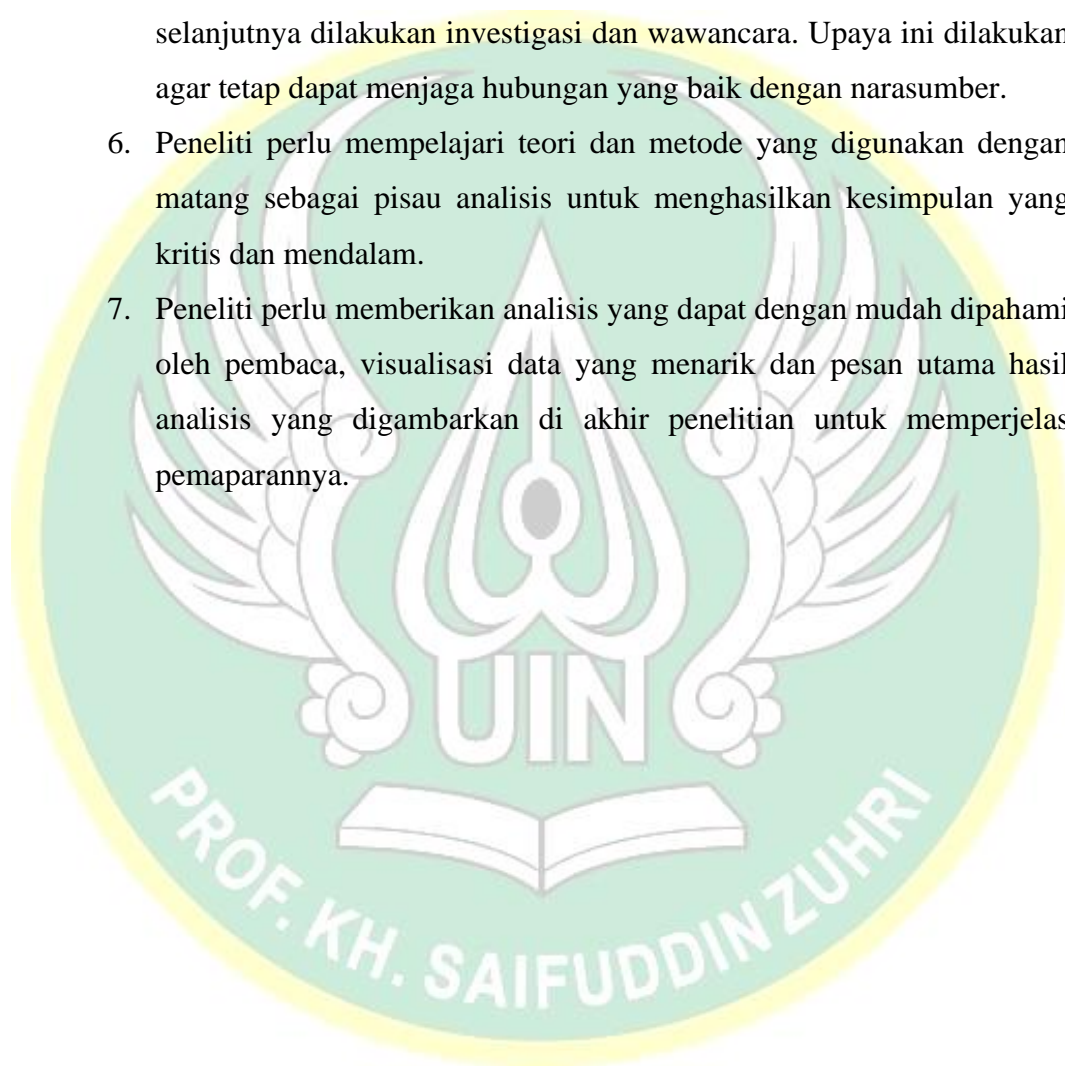 selanjutnya dilakukan investigasi dan wawancara. Upaya ini dilakukan
agar tetap dapat menjaga hubungan yang baik dengan narasumber.
6. Peneliti perlu mempelajari teori dan metode yang digunakan dengan
matang sebagai pisau analisis untuk menghasilkan kesimpulan yang
kritis dan mendalam.
7. Peneliti perlu memberikan analisis yang dapat dengan mudah dipahami
oleh pembaca, visualisasi data yang menarik dan pesan utama hasil
analisis yang digambarkan di akhir penelitian untuk memperjelas
pemaparannya.
UIN
PROF. KH. SAIFUDDIN ZUHRI